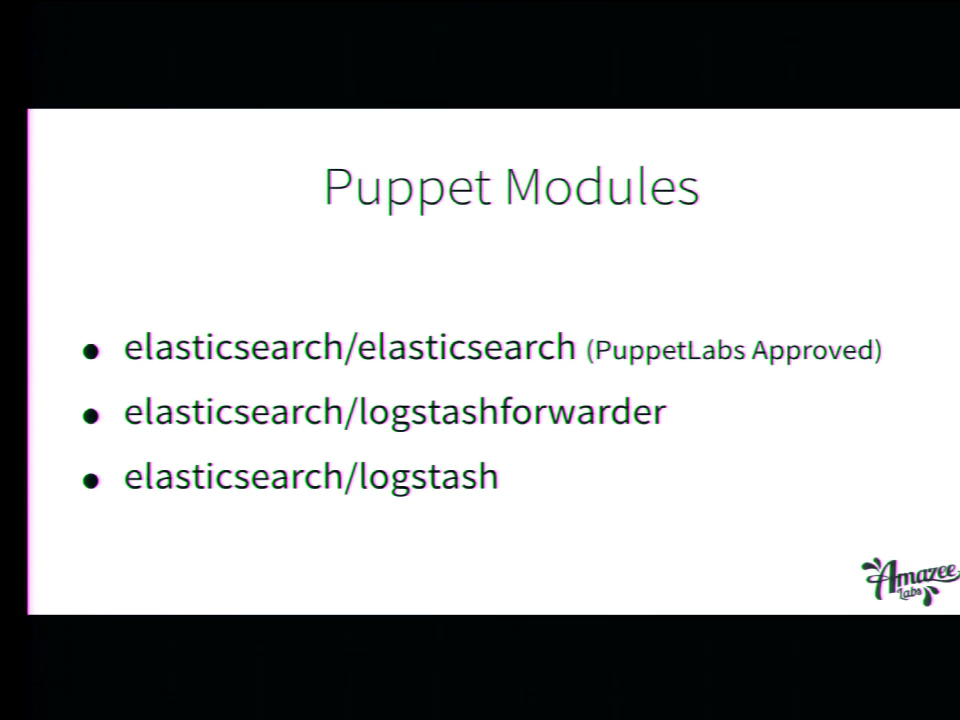 Puppet Modules
• elasticsearch/elasticsearch (PuppetLabs Approved)
• elasticsearch/logstashforwarder
• elasticsearch/logstash
Amazee
Labs